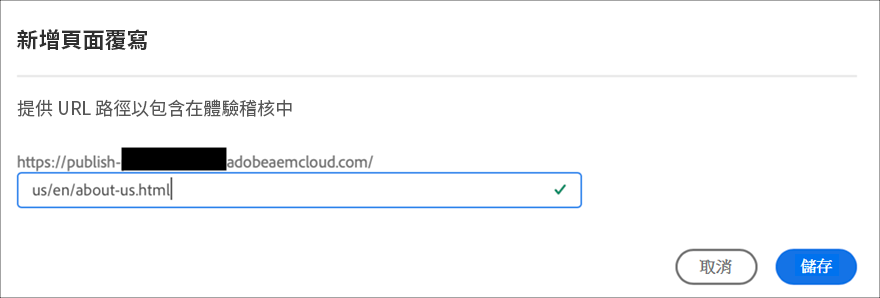 新增頁面覆寫
提供 URL 路徑以包含在體驗稽核中
https://publish-adobeaemcloud.com/
us/en/about-us.html
取消
儲存